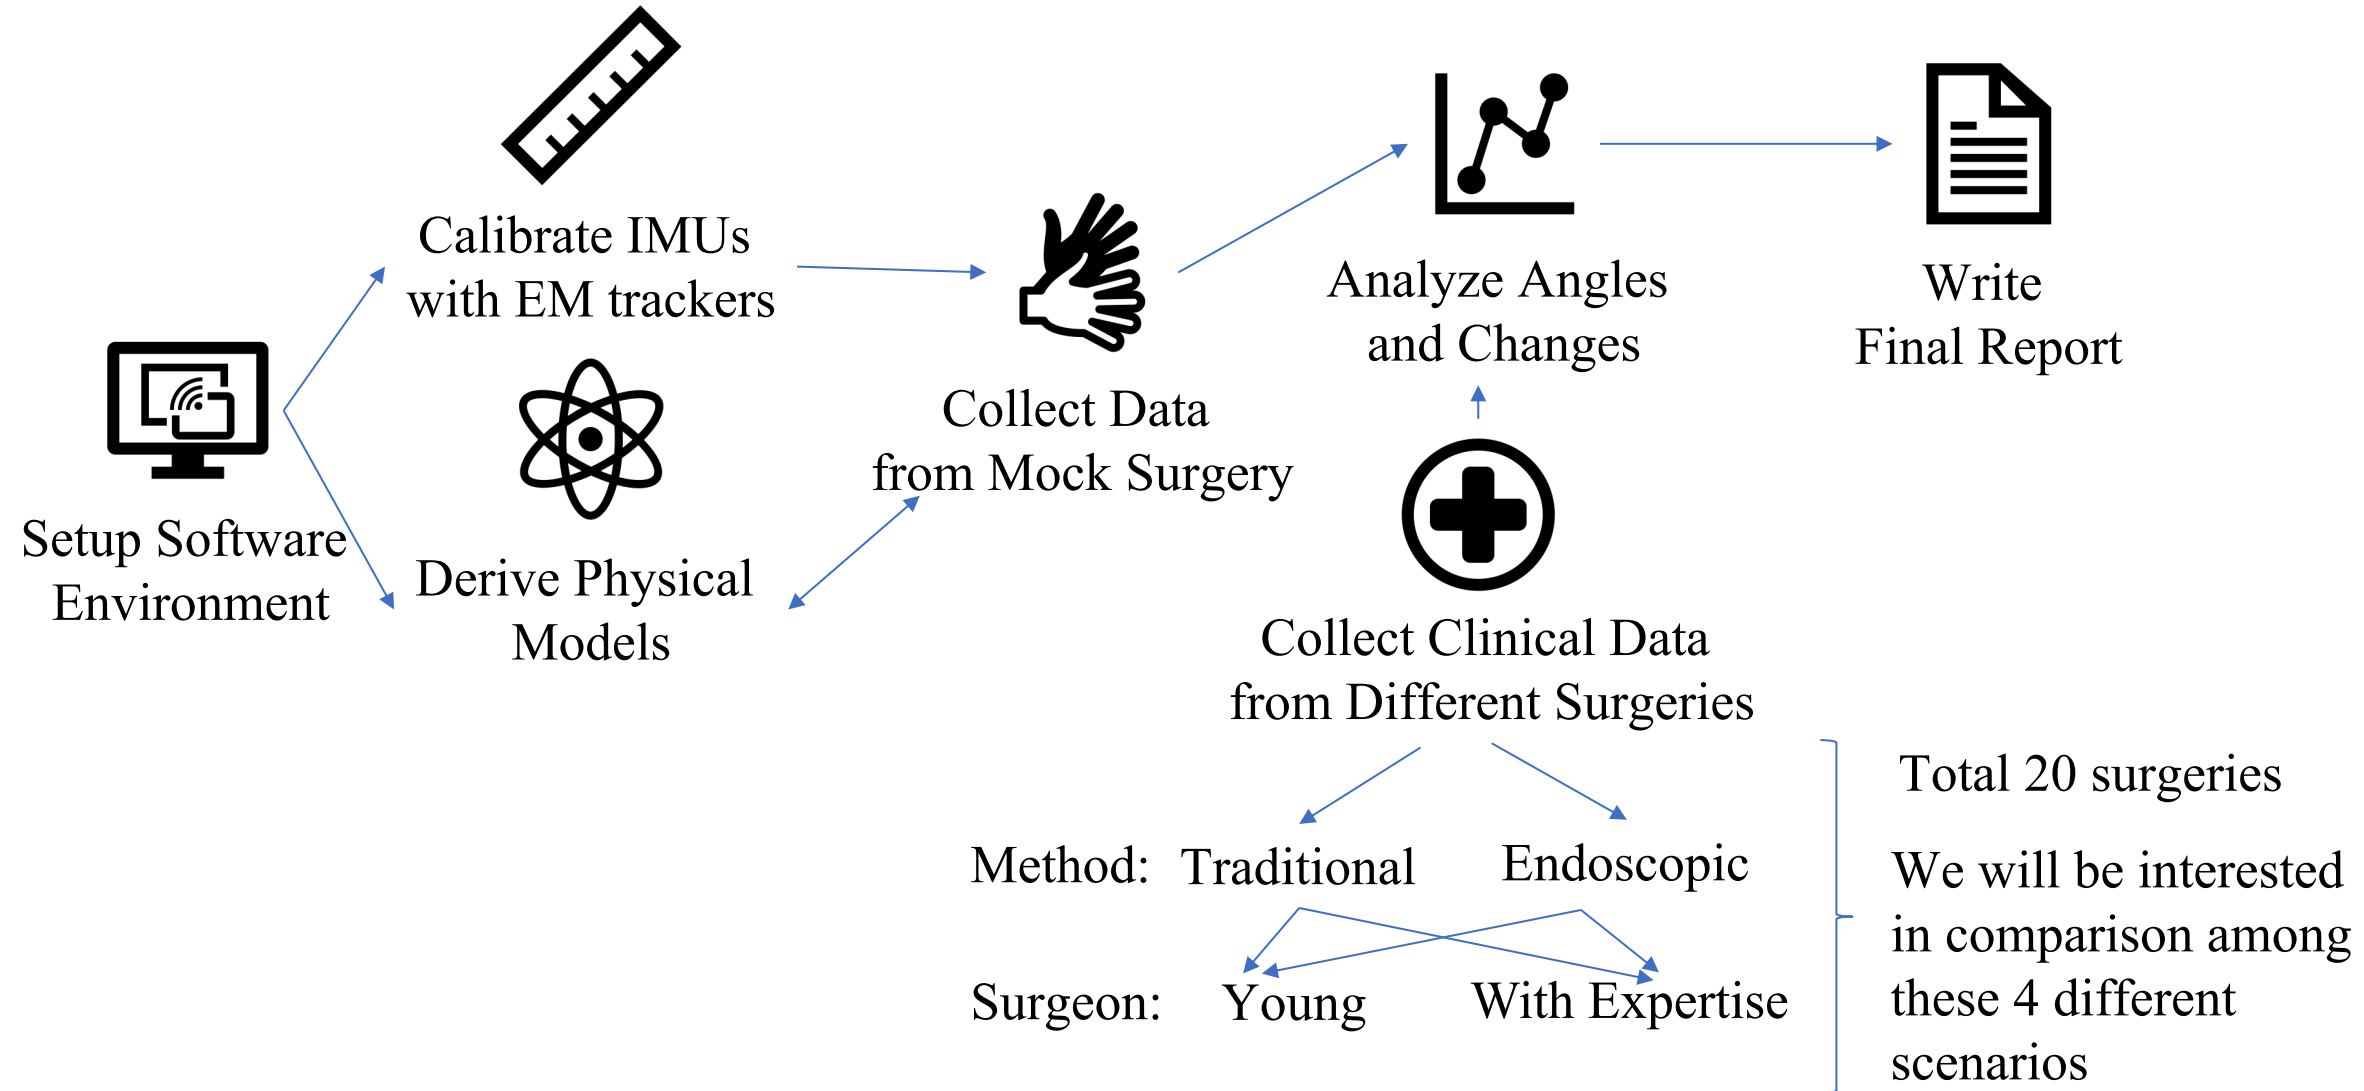 Calibrate IMUs
with EM trackers
Setup Software
Environment
Derive Physical
Models
Collect Data
from Mock Surgery
Analyze Angles
and Changes
Write
Final Report
Collect Clinical Data
from Different Surgeries
Method: Traditional Endoscopic
Surgeon: Young With Expertise
Total 20 surgeries
We will be interested
in comparison among
these 4 different
scenarios